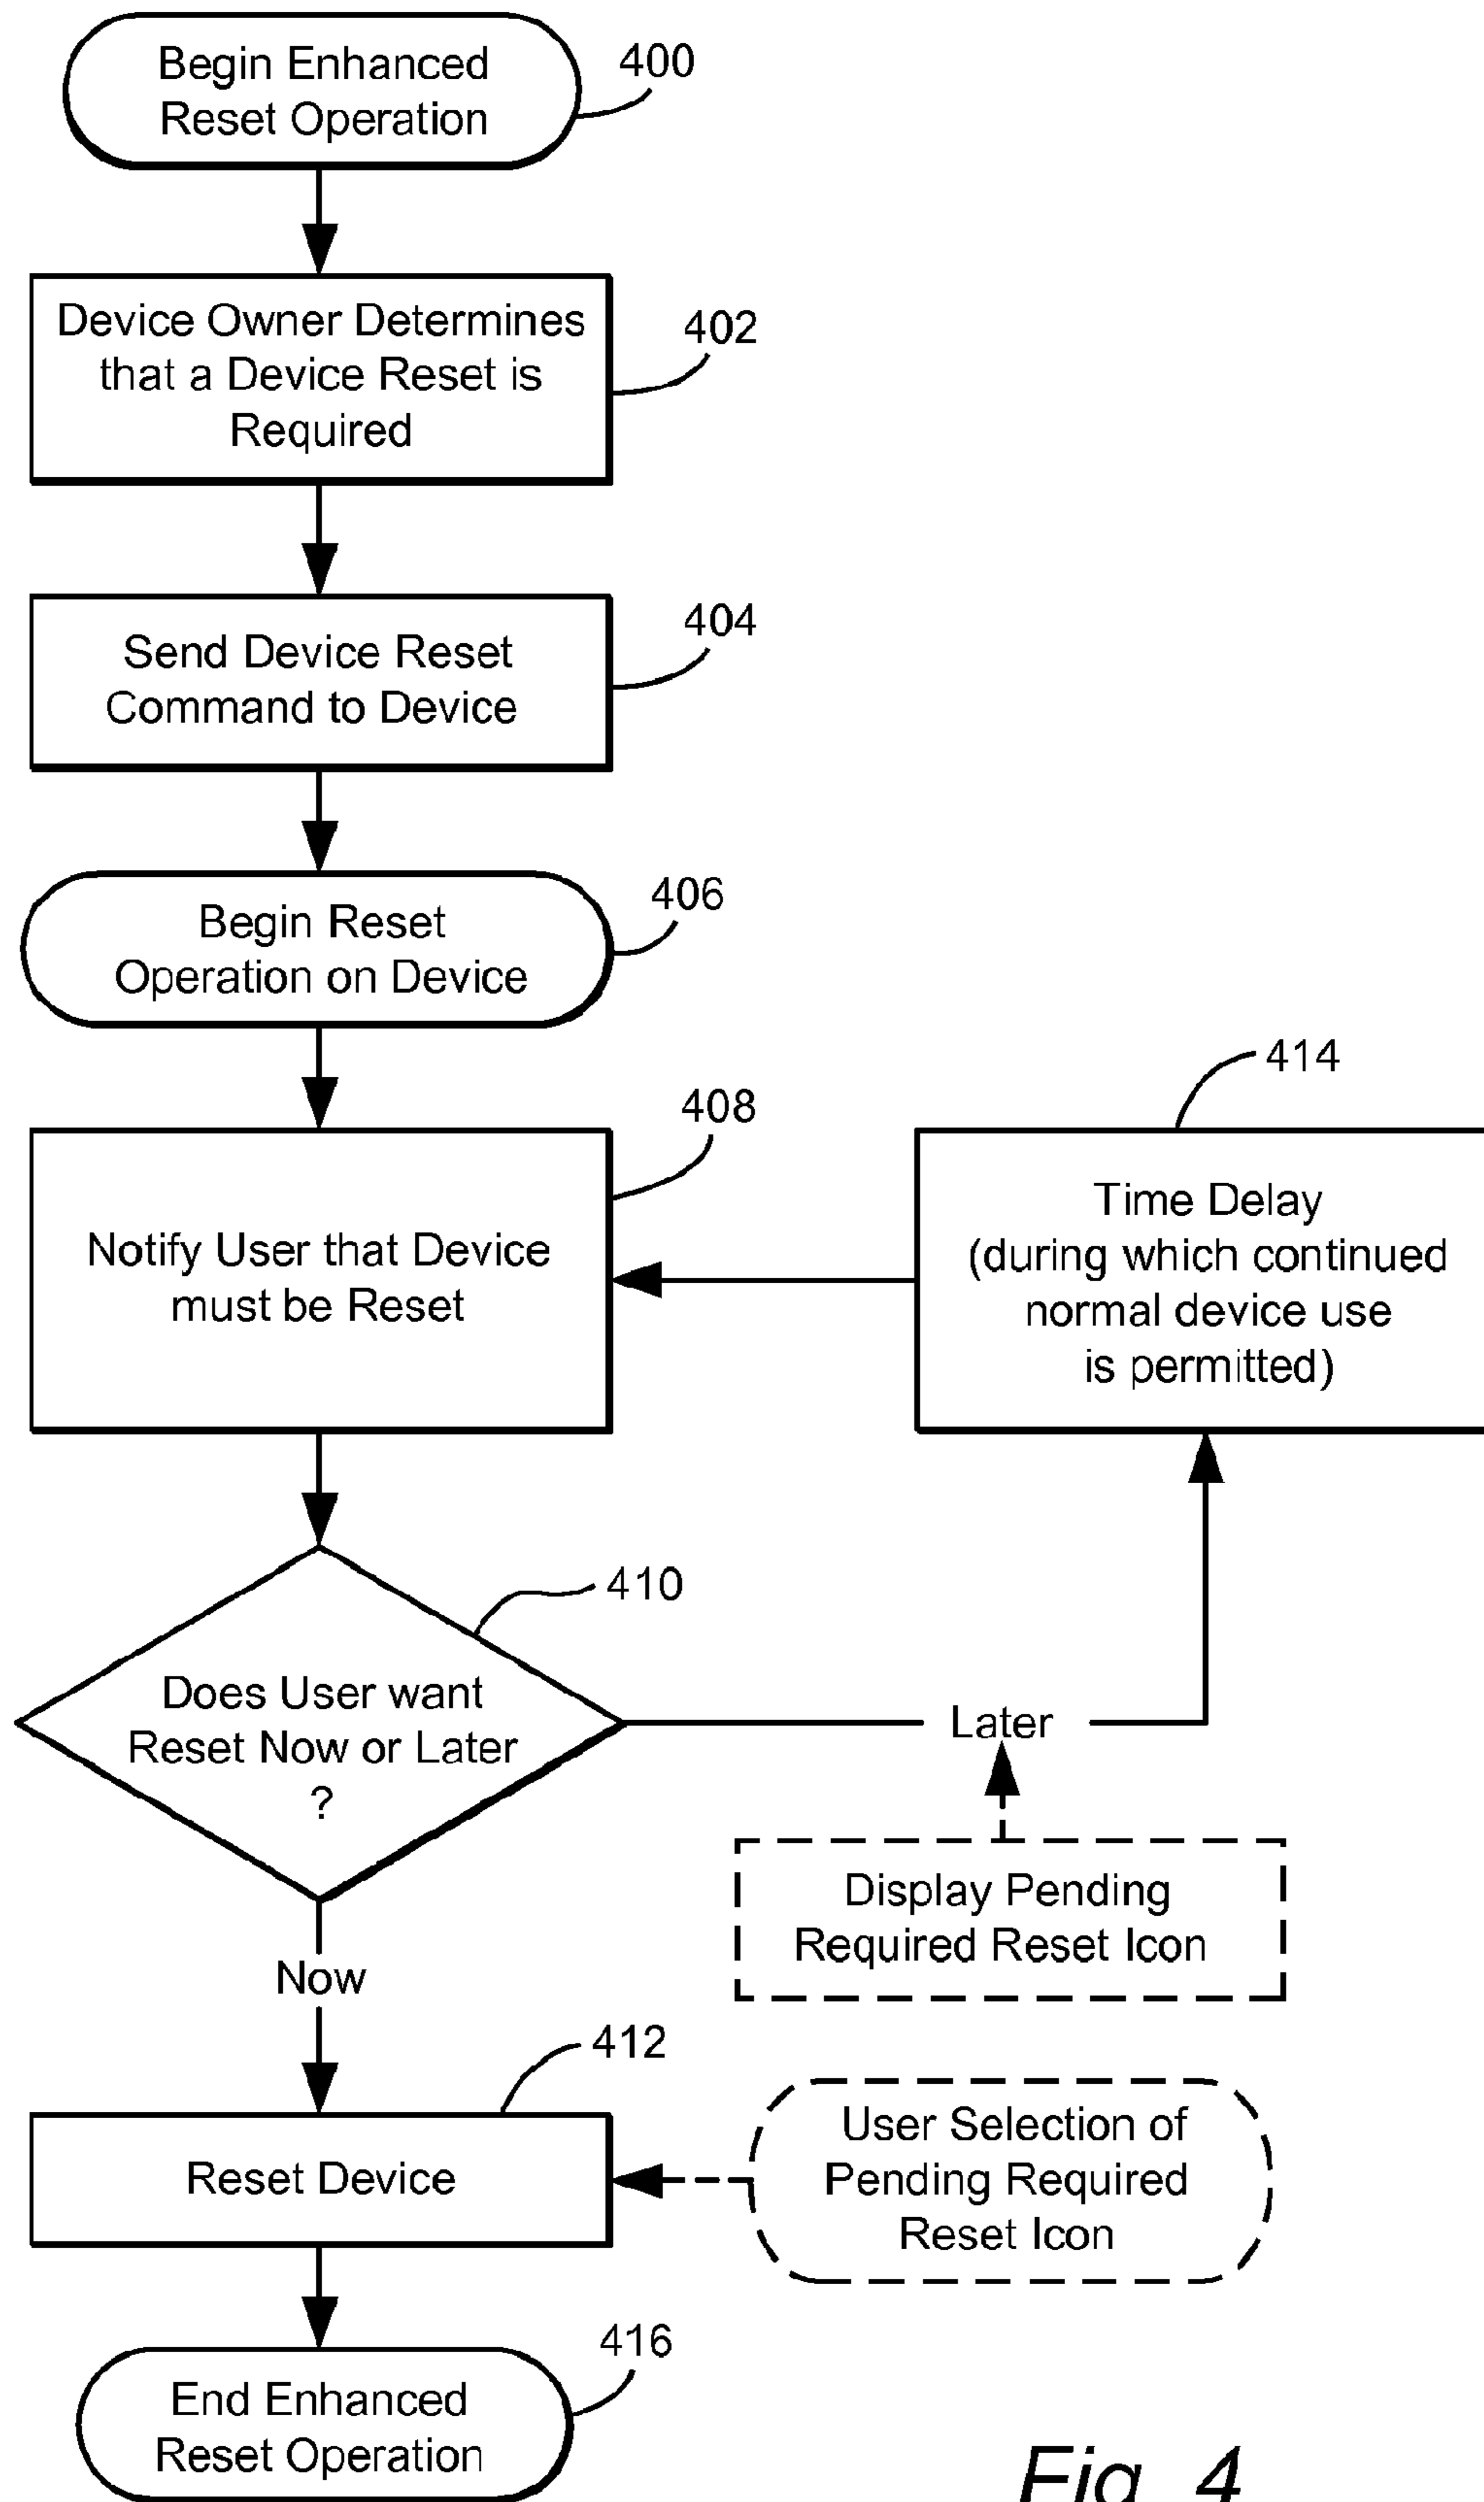 Begin Enhanced
Reset Operation
400
Device Owner Determines
that a Device Reset is
Required
402
Send Device Reset
Command to Device
404
Begin Reset
Operation on Device
406
Notify User that Device
must be Reset
408
Time Delay
(during which continued
normal device use
is permitted)
414
Does User want
Reset Now or Later
?
410
Later
Display Pending
Required Reset Icon
Now
Reset Device
412
User Selection of
Pending Required
Reset Icon
End Enhanced
Reset Operation
416
Fig. 4